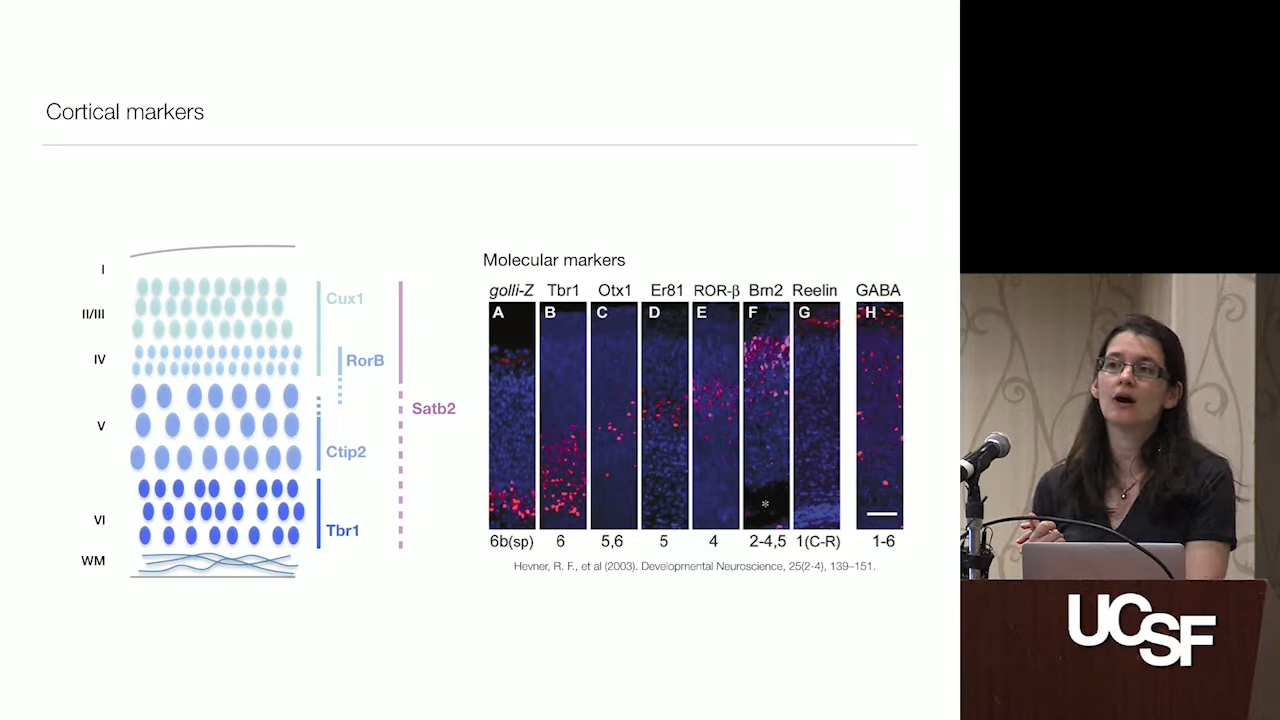 Cortical markers
I
II/III
IV
V
VI
WM
Cux1
RorB
Satb2
Ctip2
Tbr1
Molecular markers
golli-Z Tbr1 Otx1 Er81 ROR-β Brn2 Reelin GABA
A B C D E F G H
*
6b(sp) 6 5,6 5 4 2-4,5 1(C-R) 1-6
Hevner, R. F., et al (2003). Developmental Neuroscience, 25(2-4), 139–151.
UCSF